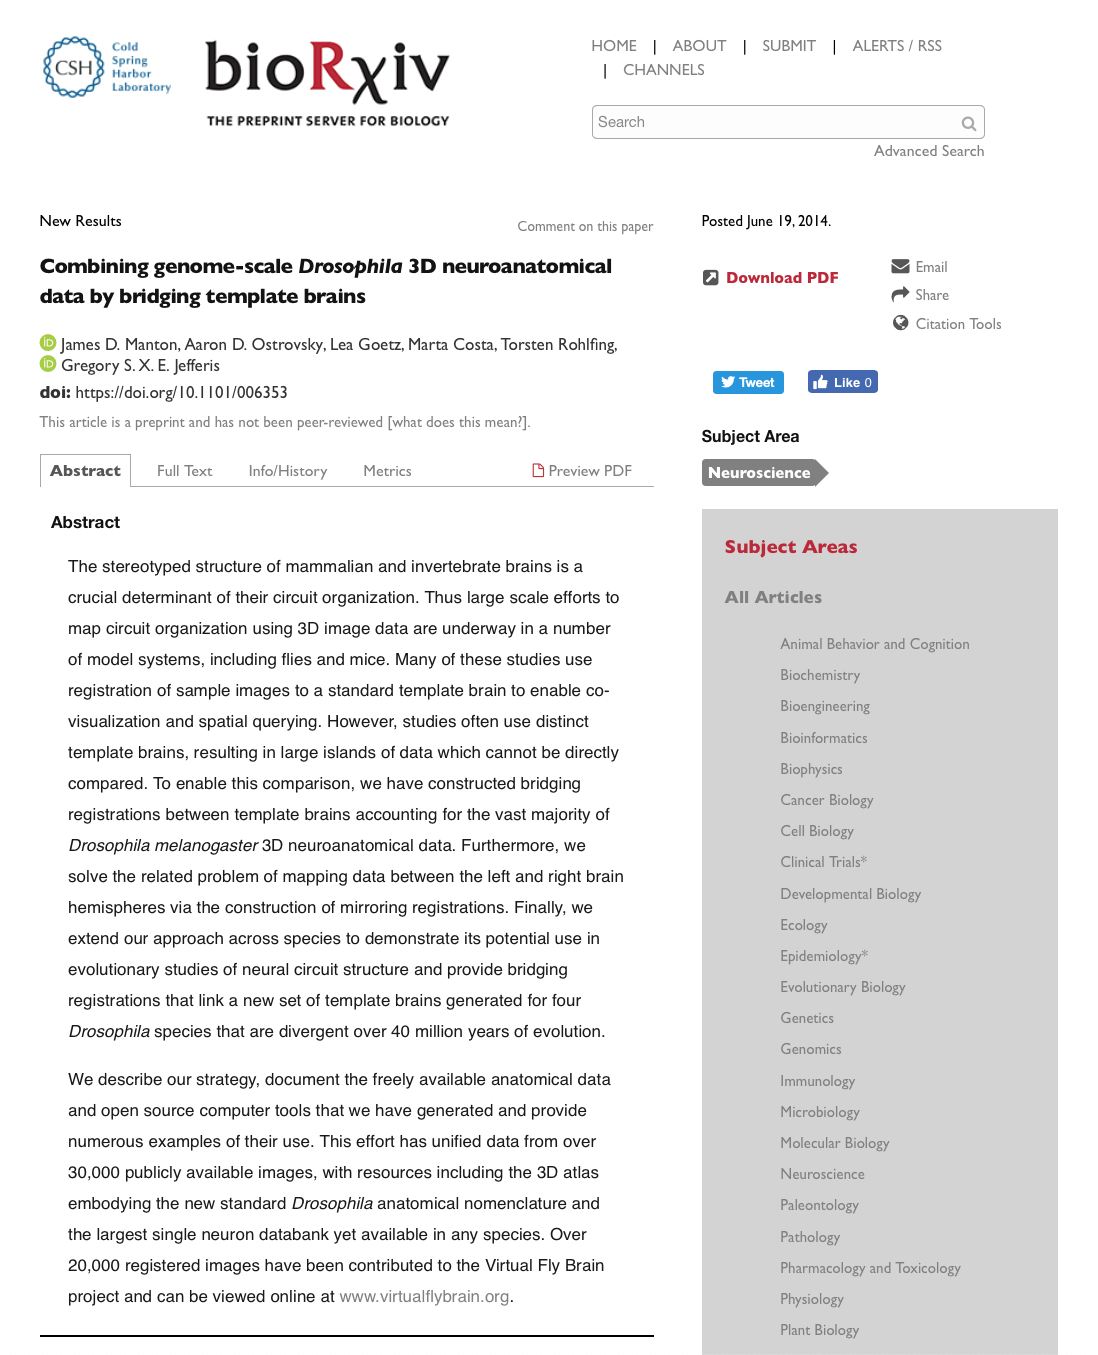 CSH Cold
Spring
Harbor
Laboratory
bioRxiv
THE PREPRINT SERVER FOR BIOLOGY
HOME | ABOUT | SUBMIT | ALERTS / RSS
| CHANNELS
Search
Advanced Search
New Results
Comment on this paper
Combining genome-scale Drosophila 3D neuroanatomical
data by bridging template brains
iD James D. Manton, Aaron D. Ostrovsky, Lea Goetz, Marta Costa, Torsten Rohlfing,
iD Gregory S. X. E. Jefferis
doi: https://doi.org/10.1101/006353
This article is a preprint and has not been peer-reviewed [what does this mean?].
Abstract Full Text Info/History Metrics Preview PDF
Abstract
The stereotyped structure of mammalian and invertebrate brains is a
crucial determinant of their circuit organization. Thus large scale efforts to
map circuit organization using 3D image data are underway in a number
of model systems, including flies and mice. Many of these studies use
registration of sample images to a standard template brain to enable co-
visualization and spatial querying. However, studies often use distinct
template brains, resulting in large islands of data which cannot be directly
compared. To enable this comparison, we have constructed bridging
registrations between template brains accounting for the vast majority of
Drosophila melanogaster 3D neuroanatomical data. Furthermore, we
solve the related problem of mapping data between the left and right brain
hemispheres via the construction of mirroring registrations. Finally, we
extend our approach across species to demonstrate its potential use in
evolutionary studies of neural circuit structure and provide bridging
registrations that link a new set of template brains generated for four
Drosophila species that are divergent over 40 million years of evolution.
We describe our strategy, document the freely available anatomical data
and open source computer tools that we have generated and provide
numerous examples of their use. This effort has unified data from over
30,000 publicly available images, with resources including the 3D atlas
embodying the new standard Drosophila anatomical nomenclature and
the largest single neuron databank yet available in any species. Over
20,000 registered images have been contributed to the Virtual Fly Brain
project and can be viewed online at www.virtualflybrain.org.
Posted June 19, 2014.
Download PDF
Email
Share
Citation Tools
Tweet
Like 0
Subject Area
Neuroscience
Subject Areas
All Articles
Animal Behavior and Cognition
Biochemistry
Bioengineering
Bioinformatics
Biophysics
Cancer Biology
Cell Biology
Clinical Trials*
Developmental Biology
Ecology
Epidemiology*
Evolutionary Biology
Genetics
Genomics
Immunology
Microbiology
Molecular Biology
Neuroscience
Paleontology
Pathology
Pharmacology and Toxicology
Physiology
Plant Biology